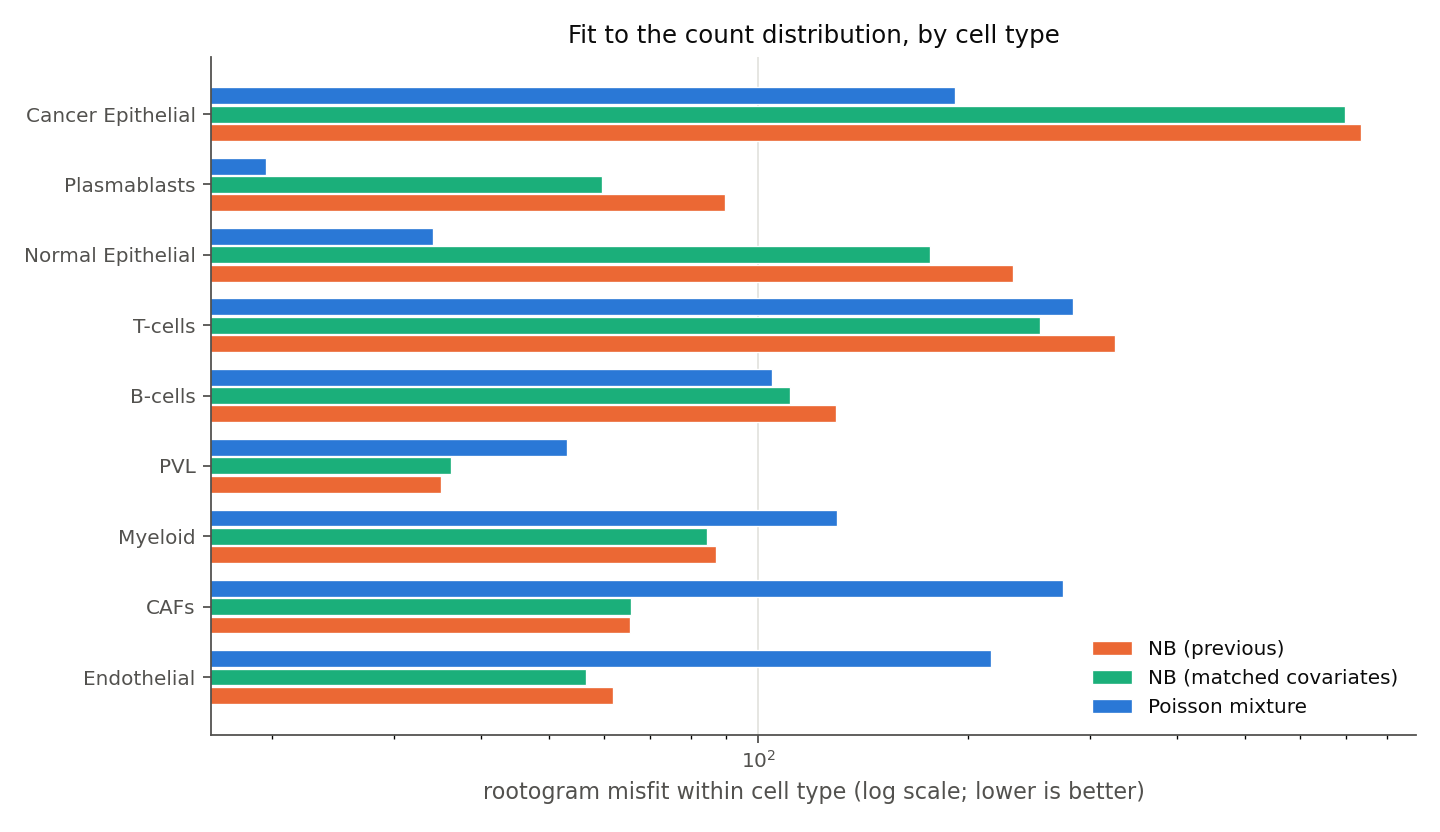 Fit to the count distribution, by cell type
Cancer Epithelial
Plasmablasts
Normal Epithelial
T-cells
B-cells
PVL
Myeloid
CAFs
Endothelial
NB (previous)
NB (matched covariates)
Poisson mixture
10²
rootogram misfit within cell type (log scale; lower is better)